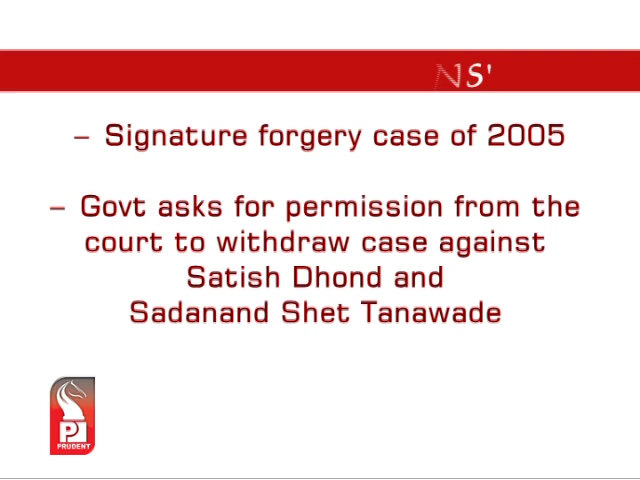 NS'
– Signature forgery case of 2005
– Govt asks for permission from the
court to withdraw case against
Satish Dhond and
Sadanand Shet Tanawade
P
PRUDENT